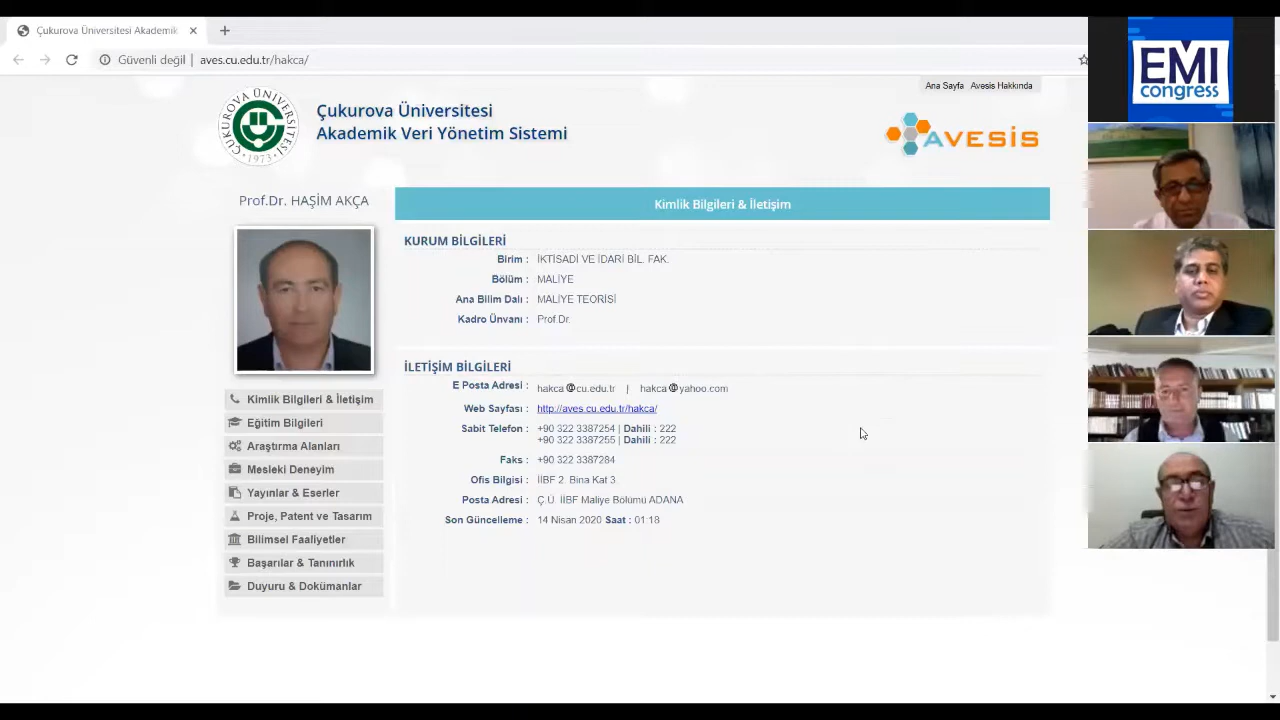 Çukurova Üniversitesi Akademik
Güvenli değil | aves.cu.edu.tr/hakca/
EMI
congress
Ana Sayfa Avesis Hakkında
ÇUKUROVA ÜNİVERSİTESİ
1973
Çukurova Üniversitesi
Akademik Veri Yönetim Sistemi
AVESİS
Prof.Dr. HAŞİM AKÇA
Kimlik Bilgileri & İletişim
KURUM BİLGİLERİ
Birim : İKTİSADİ VE İDARİ BİL. FAK.
Bölüm : MALİYE
Ana Bilim Dalı : MALİYE TEORİSİ
Kadro Ünvanı : Prof.Dr.
İLETİŞİM BİLGİLERİ
E Posta Adresi : hakca@cu.edu.tr | hakca@yahoo.com
Web Sayfası : http://aves.cu.edu.tr/hakca/
Sabit Telefon : +90 322 3387254 | Dahili : 222
+90 322 3387255 | Dahili : 222
Faks : +90 322 3387284
Ofis Bilgisi : İİBF 2. Bina Kat 3.
Posta Adresi : Ç.Ü. İİBF Maliye Bölümü ADANA
Son Güncelleme : 14 Nisan 2020 Saat : 01:18
Kimlik Bilgileri & İletişim
Eğitim Bilgileri
Araştırma Alanları
Mesleki Deneyim
Yayınlar & Eserler
Proje, Patent ve Tasarım
Bilimsel Faaliyetler
Başarılar & Tanınırlık
Duyuru & Dokümanlar